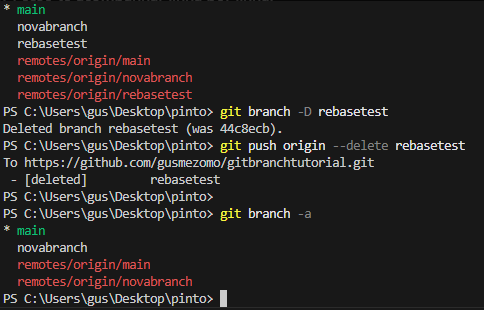 * main
  novabranch
  rebasetest
  remotes/origin/main
  remotes/origin/novabranch
  remotes/origin/rebasetest
PS C:\Users\gus\Desktop\pinto> git branch -D rebasetest
Deleted branch rebasetest (was 44c8ecb).
PS C:\Users\gus\Desktop\pinto> git push origin --delete rebasetest
To https://github.com/gusmezomo/gitbranchtutorial.git
 - [deleted]         rebasetest
PS C:\Users\gus\Desktop\pinto>
PS C:\Users\gus\Desktop\pinto> git branch -a
* main
  novabranch
  remotes/origin/main
  remotes/origin/novabranch
PS C:\Users\gus\Desktop\pinto>